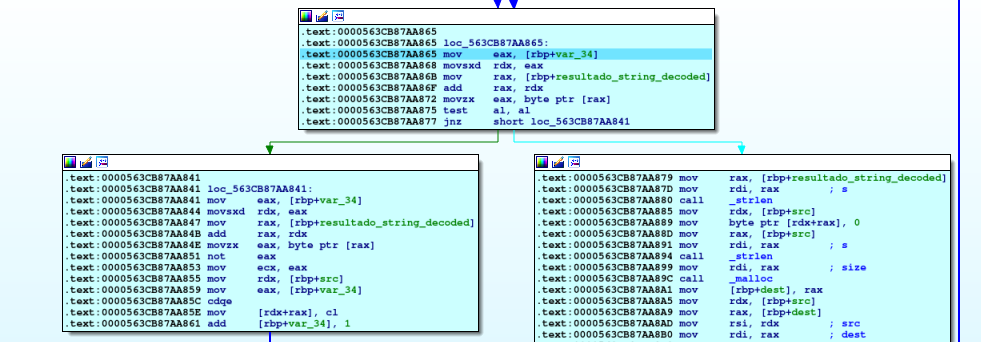 .text:0000563CB87AA865
.text:0000563CB87AA865 loc_563CB87AA865:
.text:0000563CB87AA865 mov eax, [rbp+var_34]
.text:0000563CB87AA868 movsxd rdx, eax
.text:0000563CB87AA86B mov rax, [rbp+resultado_string_decoded]
.text:0000563CB87AA86F add rax, rdx
.text:0000563CB87AA872 movzx eax, byte ptr [rax]
.text:0000563CB87AA875 test al, al
.text:0000563CB87AA877 jnz short loc_563CB87AA841
.text:0000563CB87AA841
.text:0000563CB87AA841 loc_563CB87AA841:
.text:0000563CB87AA841 mov eax, [rbp+var_34]
.text:0000563CB87AA844 movsxd rdx, eax
.text:0000563CB87AA847 mov rax, [rbp+resultado_string_decoded]
.text:0000563CB87AA84B add rax, rdx
.text:0000563CB87AA84E movzx eax, byte ptr [rax]
.text:0000563CB87AA851 not eax
.text:0000563CB87AA853 mov ecx, eax
.text:0000563CB87AA855 mov rdx, [rbp+src]
.text:0000563CB87AA859 mov eax, [rbp+var_34]
.text:0000563CB87AA85C cdqe
.text:0000563CB87AA85E mov [rdx+rax], cl
.text:0000563CB87AA861 add [rbp+var_34], 1
.text:0000563CB87AA879 mov rax, [rbp+resultado_string_decoded]
.text:0000563CB87AA87D mov rdi, rax ; s
.text:0000563CB87AA880 call _strlen
.text:0000563CB87AA885 mov rdx, [rbp+src]
.text:0000563CB87AA889 mov byte ptr [rdx+rax], 0
.text:0000563CB87AA88D mov rax, [rbp+src]
.text:0000563CB87AA891 mov rdi, rax ; s
.text:0000563CB87AA894 call _strlen
.text:0000563CB87AA899 mov rdi, rax ; size
.text:0000563CB87AA89C call _malloc
.text:0000563CB87AA8A1 mov [rbp+dest], rax
.text:0000563CB87AA8A5 mov rdx, [rbp+src]
.text:0000563CB87AA8A9 mov rax, [rbp+dest]
.text:0000563CB87AA8AD mov rsi, rdx ; src
.text:0000563CB87AA8B0 mov rdi, rax ; dest